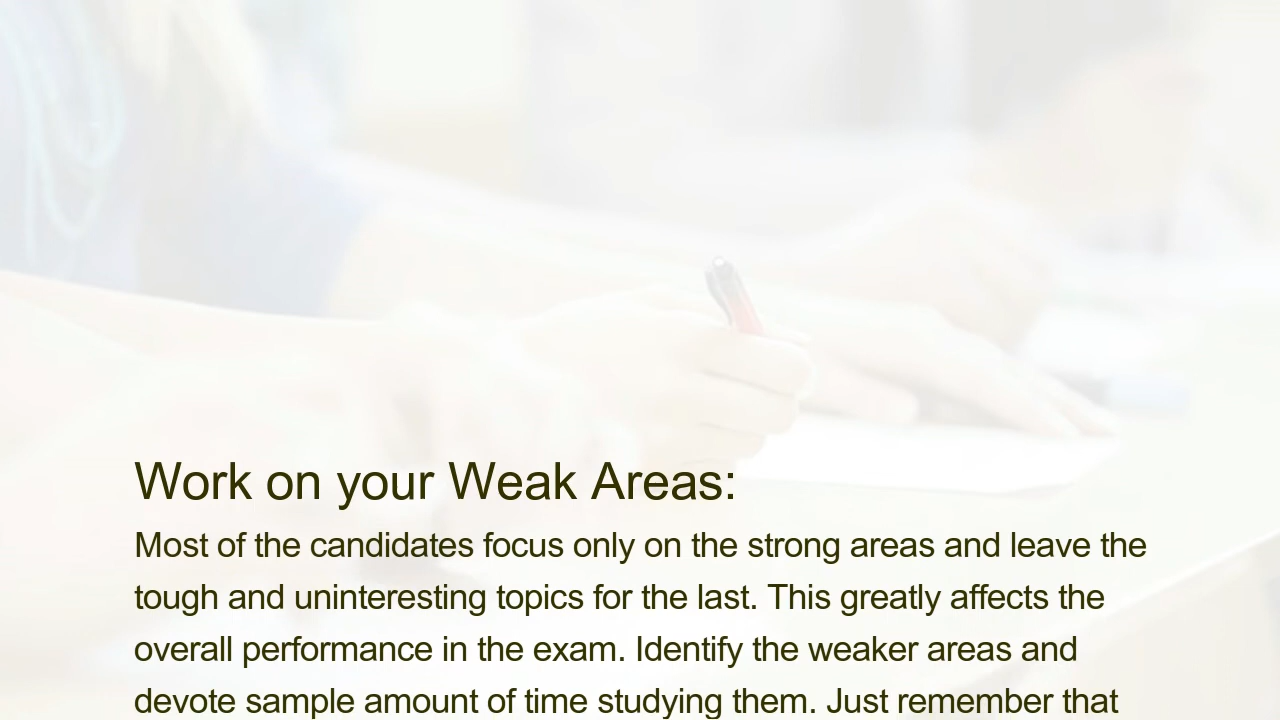 Work on your Weak Areas:
Most of the candidates focus only on the strong areas and leave the
tough and uninteresting topics for the last. This greatly affects the
overall performance in the exam. Identify the weaker areas and
devote sample amount of time studying them. Just remember that